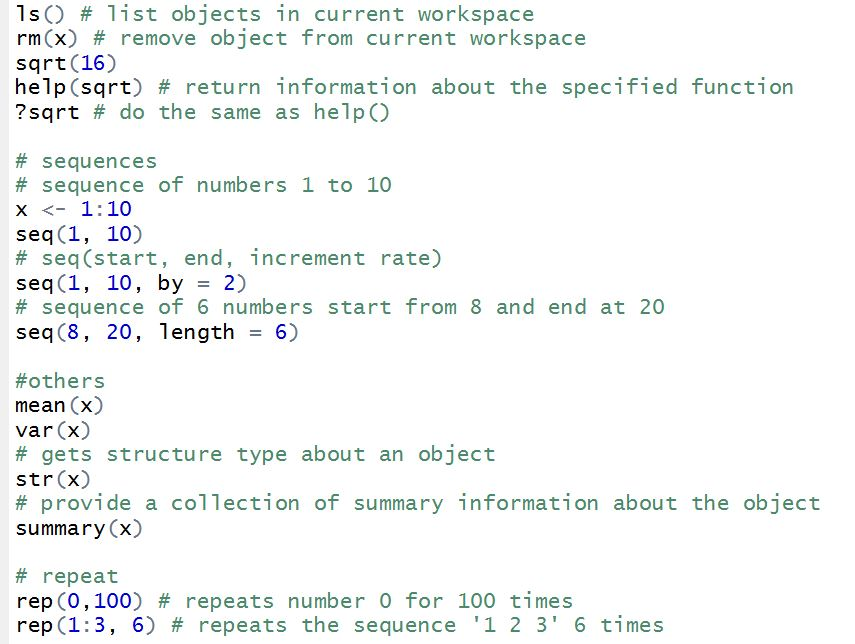 ls() # list objects in current workspace
rm(x) # remove object from current workspace
sqrt(16)
help(sqrt) # return information about the specified function
?sqrt # do the same as help()
# sequences
# sequence of numbers 1 to 10
x <- 1:10
seq(1, 10)
# seq(start, end, increment rate)
seq(1, 10, by = 2)
# sequence of 6 numbers start from 8 and end at 20
seq(8, 20, length = 6)
#others
mean(x)
var(x)
# gets structure type about an object
str(x)
# provide a collection of summary information about the object
summary(x)
# repeat
rep(0,100) # repeats number 0 for 100 times
rep(1:3, 6) # repeats the sequence '1 2 3' 6 times